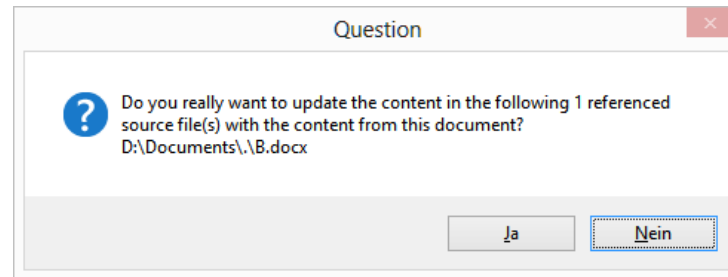 Question
Do you really want to update the content in the following 1 referenced
source file(s) with the content from this document?
D:\Documents\.\B.docx
Ja
Nein